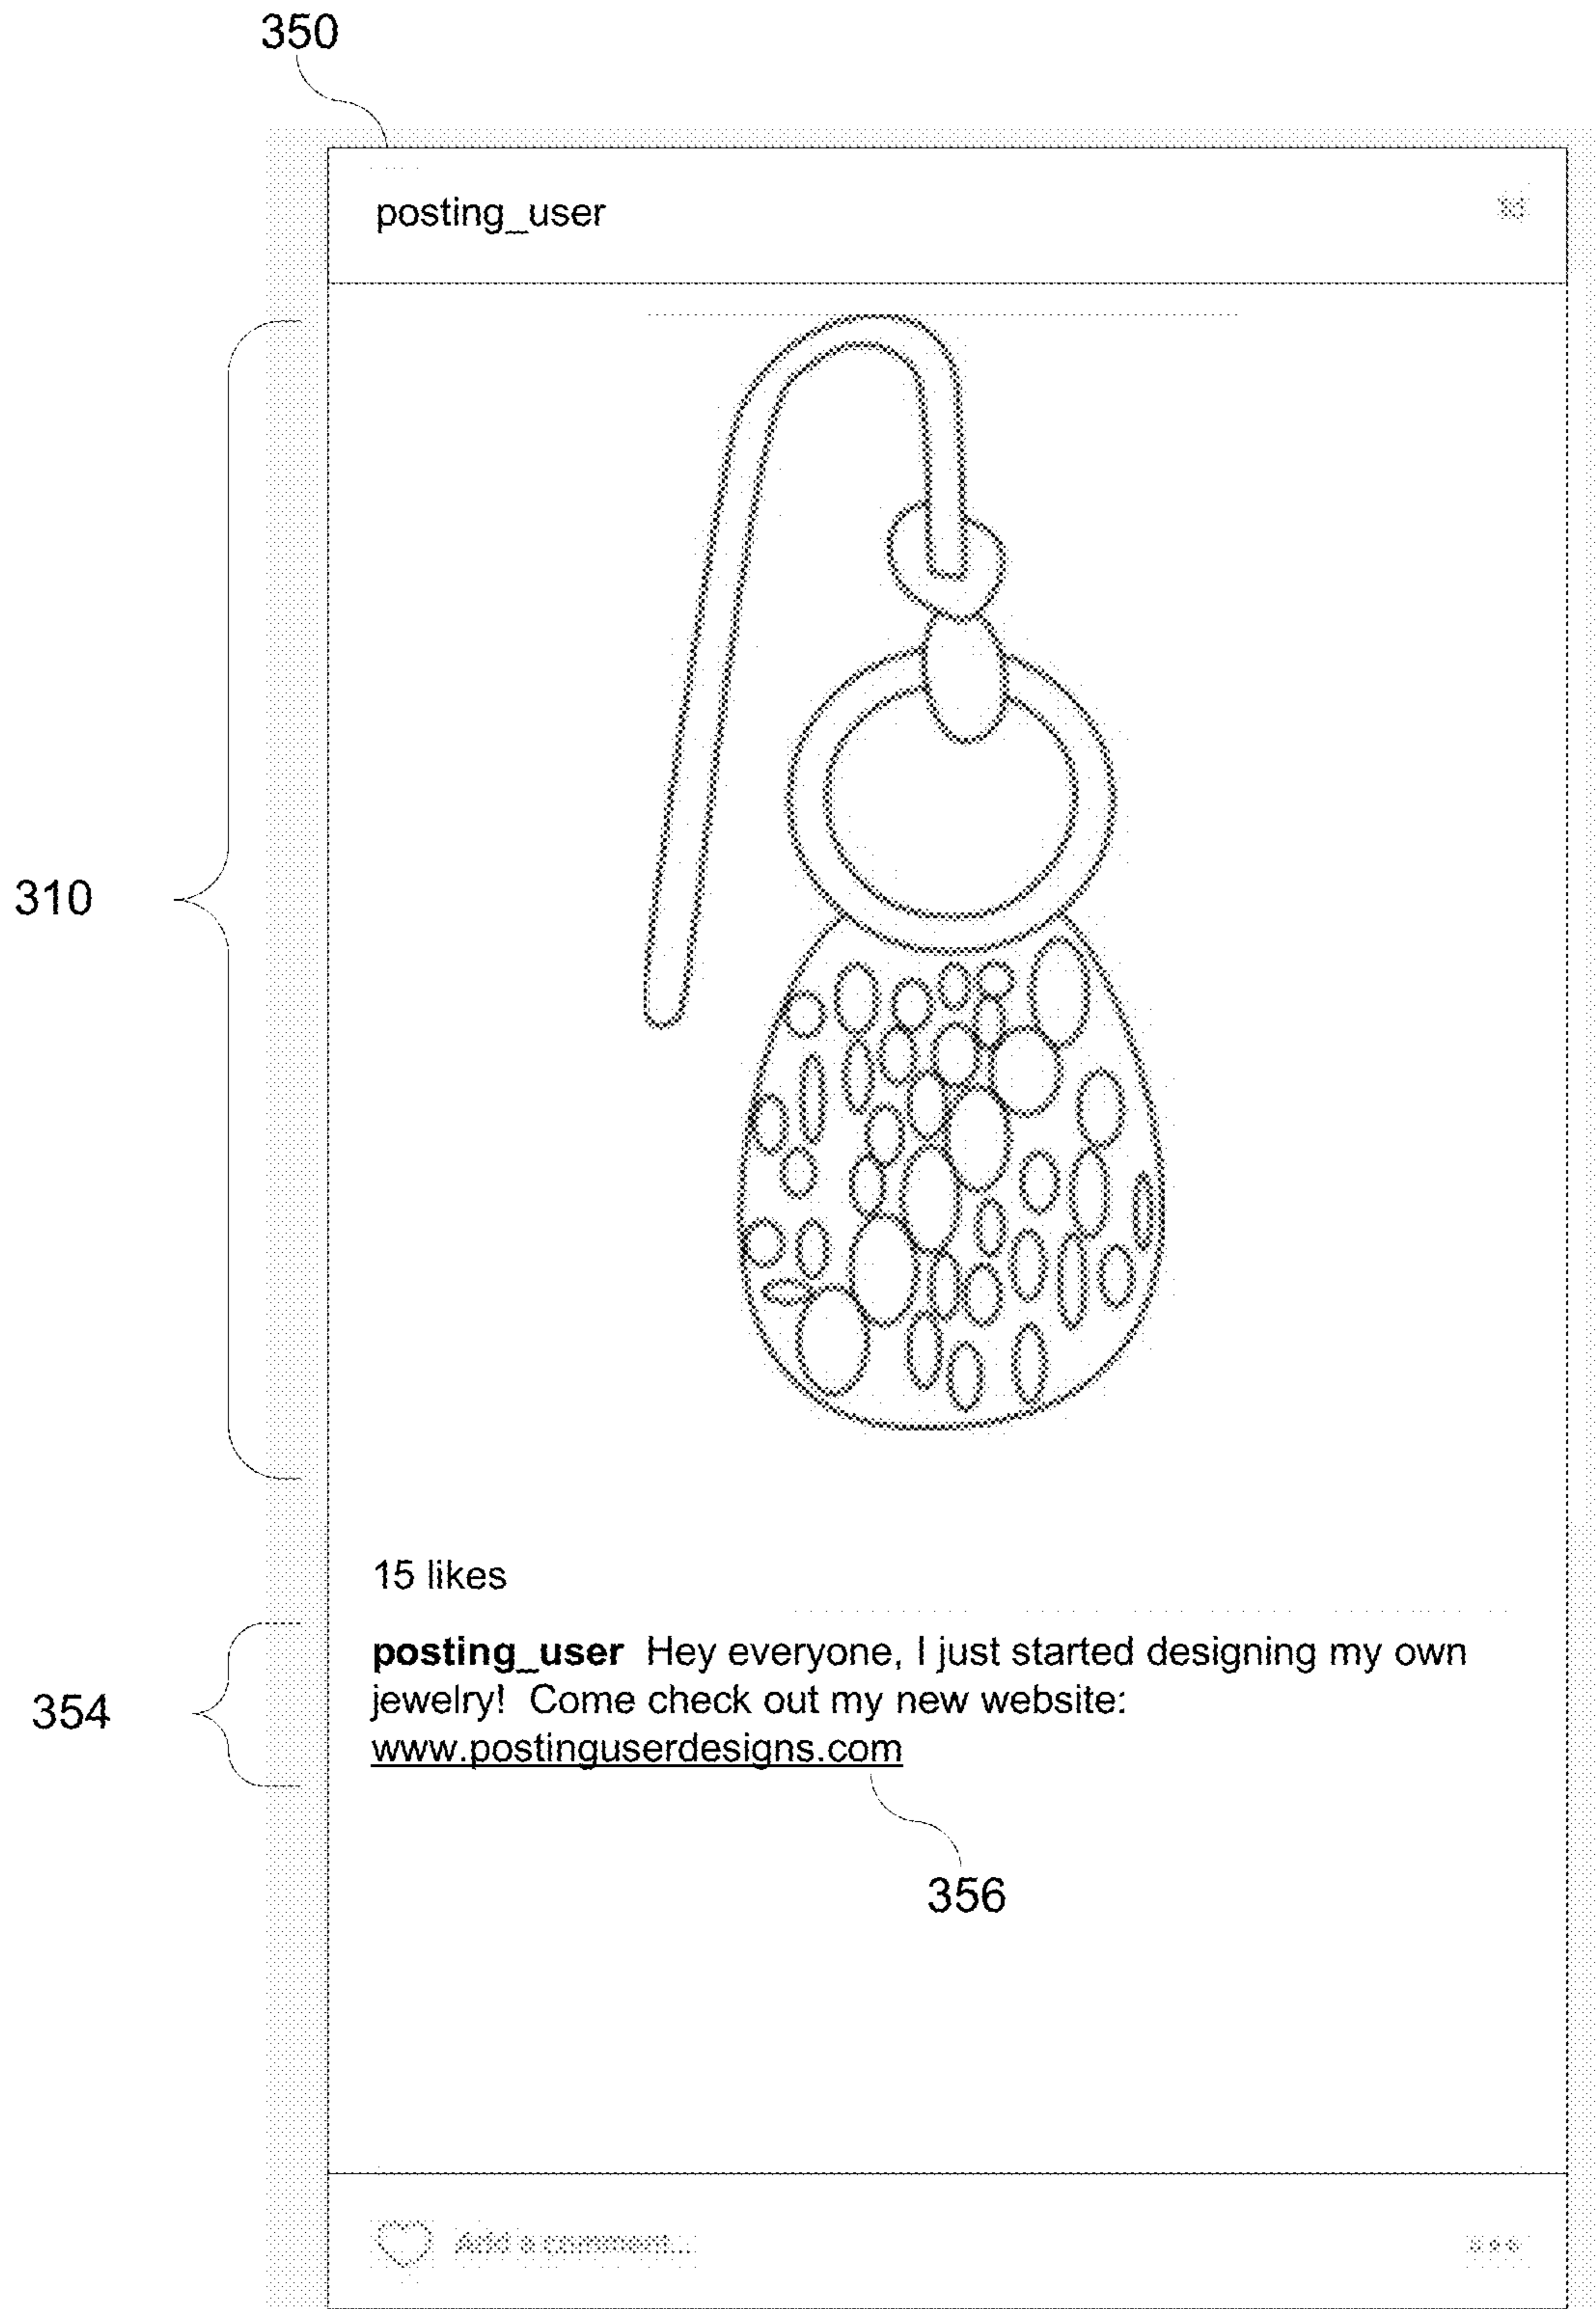 350
posting_user
310
15 likes
354
posting_user Hey everyone, I just started designing my own
jewelry! Come check out my new website:
www.postinguserdesigns.com
356
Add a comment...